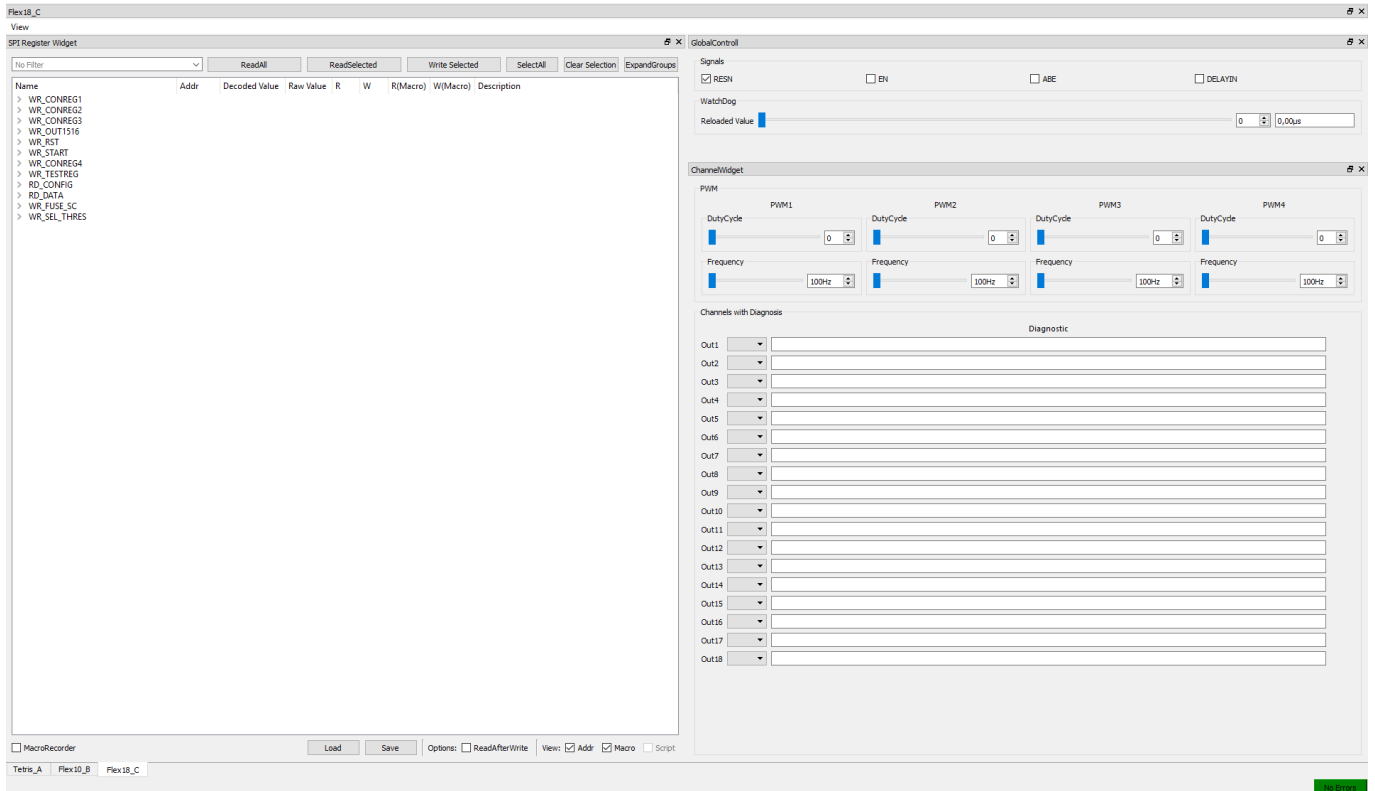 Flex18_C
View
SPI Register Widget
No Filter ReadAll ReadSelected Write Selected SelectAll Clear Selection ExpandGroups
Name Addr Decoded Value Raw Value R W R(Macro) W(Macro) Description
WR_CONREG1
WR_CONREG2
WR_CONREG3
WR_OUT1516
WR_RST
WR_START
WR_CONREG4
WR_TESTREG
RD_CONFIG
RD_DATA
WR_FUSE_SC
WR_SEL_THRES
MacroRecorder Load Save Options: ReadAfterWrite View: Addr Macro Script
GlobalControll
Signals
RESN EN ABE DELAYIN
WatchDog
Reloaded Value 0 0,00µs
ChannelWidget
PWM
PWM1 PWM2 PWM3 PWM4
DutyCycle DutyCycle DutyCycle DutyCycle
0 0 0 0
Frequency Frequency Frequency Frequency
100Hz 100Hz 100Hz 100Hz
Channels with Diagnosis
Diagnostic
Out1
Out2
Out3
Out4
Out5
Out6
Out7
Out8
Out9
Out10
Out11
Out12
Out13
Out14
Out15
Out16
Out17
Out18
Tetris_A Flex10_B Flex18_C
No Errors